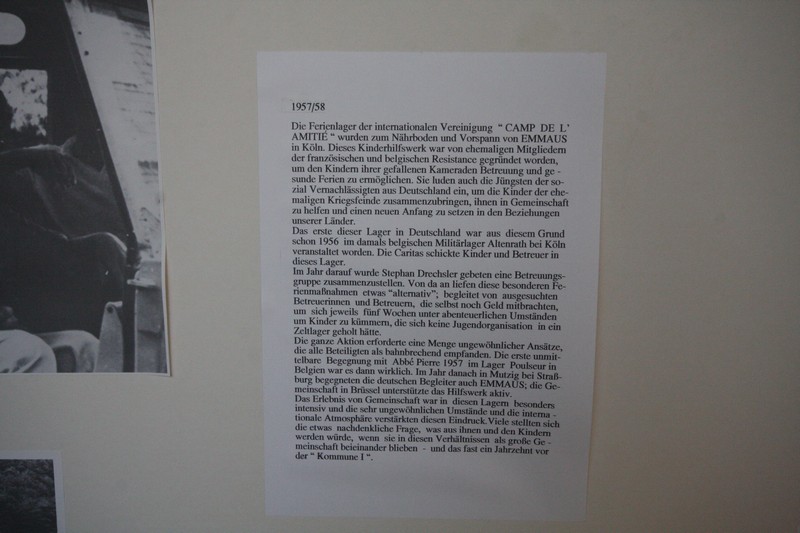 1957/58
Die Ferienlager der internationalen Vereinigung “ CAMP DE L’
AMITIÉ “ wurden zum Nährboden und Vorspann von EMMAUS
in Köln. Dieses Kinderhilfswerk war von ehemaligen Mitgliedern
der französischen und belgischen Resistance gegründet worden,
um den Kindern ihrer gefallenen Kameraden Betreuung und ge -
sunde Ferien zu ermöglichen. Sie luden auch die Jüngsten der so-
zial Vernachlässigten aus Deutschland ein, um die Kinder der ehe-
maligen Kriegsfeinde zusammenzubringen, ihnen in Gemeinschaft
zu helfen und einen neuen Anfang zu setzen in den Beziehungen
unserer Länder.
Das erste dieser Lager in Deutschland war aus diesem Grund
schon 1956 im damals belgischen Militärlager Altenrath bei Köln
veranstaltet worden. Die Caritas schickte Kinder und Betreuer in
dieses Lager.
Im Jahr darauf wurde Stephan Drechsler gebeten eine Betreuungs-
gruppe zusammenzustellen. Von da an liefen diese besonderen Fe-
rienmaßnahmen etwas “alternativ”; begleitet von ausgesuchten
Betreuerinnen und Betreuern, die selbst noch Geld mitbrachten,
um sich jeweils fünf Wochen unter abenteuerlichen Umständen
um Kinder zu kümmern, die sich keine Jugendorganisation in ein
Zeltlager geholt hätte.
Die ganze Aktion erforderte eine Menge ungewöhnlicher Ansätze,
die alle Beteiligten als bahnbrechend empfanden. Die erste unmit-
telbare Begegnung mit Abbé Pierre 1957 im Lager Poulseur in
Belgien war es dann wirklich. Im Jahr danach in Mutzig bei Straß-
burg begegneten die deutschen Begleiter auch EMMAUS; die Ge-
meinschaft in Brüssel unterstützte das Hilfswerk aktiv.
Das Erlebnis von Gemeinschaft war in diesen Lagern besonders
intensiv und die sehr ungewöhnlichen Umstände und die interna -
tionale Atmosphäre verstärkten diesen Eindruck.Viele stellten sich
die etwas nachdenkliche Frage, was aus ihnen und den Kindern
werden würde, wenn sie in diesen Verhältnissen als große Ge -
meinschaft beieinander blieben - und das fast ein Jahrzehnt vor
der “ Kommune I “.